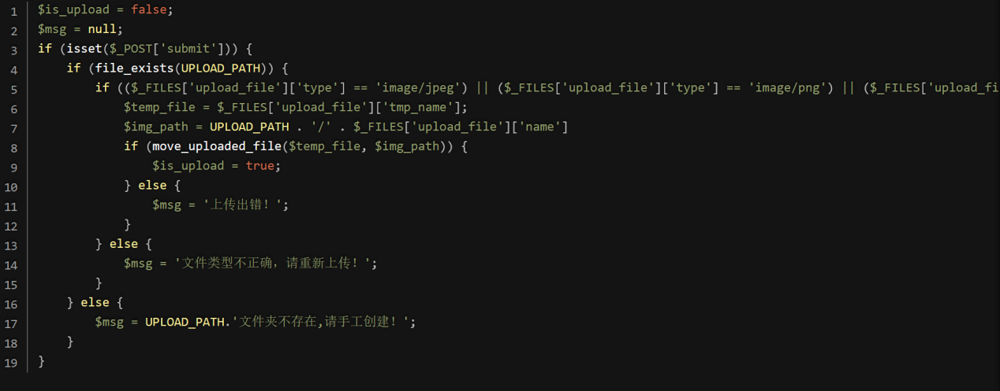 1 $is_upload = false;
2 $msg = null;
3 if (isset($_POST['submit'])) {
4     if (file_exists(UPLOAD_PATH)) {
5         if (($_FILES['upload_file']['type'] == 'image/jpeg') || ($_FILES['upload_file']['type'] == 'image/png') || ($_FILES['upload_fi
6             $temp_file = $_FILES['upload_file']['tmp_name'];
7             $img_path = UPLOAD_PATH . '/' . $_FILES['upload_file']['name']
8             if (move_uploaded_file($temp_file, $img_path)) {
9                 $is_upload = true;
10             } else {
11                 $msg = '上传出错！';
12             }
13         } else {
14             $msg = '文件类型不正确，请重新上传！';
15         }
16     } else {
17         $msg = UPLOAD_PATH.'文件夹不存在,请手工创建！';
18     }
19 }